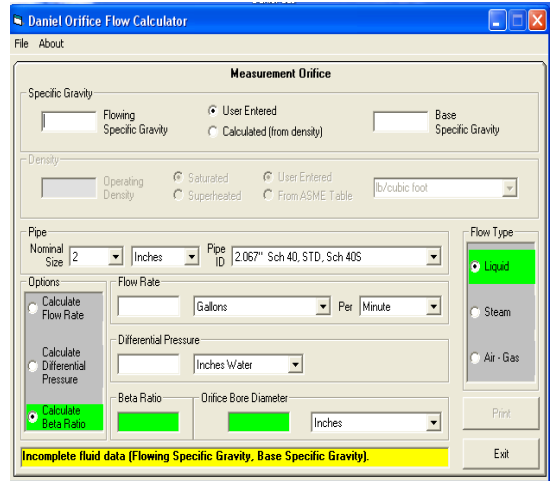 Daniel Orifice Flow Calculator
File About
Measurement Orifice
Specific Gravity
Flowing Specific Gravity
User Entered
Calculated (from density)
Base Specific Gravity
Density
Operating Density
Saturated
Superheated
User Entered
From ASME Table
lb/cubic foot
Pipe
Nominal Size 2 Inches Pipe ID 2.067" Sch 40, STD, Sch 40S
Flow Type
Liquid
Steam
Air - Gas
Options
Calculate Flow Rate
Calculate Differential Pressure
Calculate Beta Ratio
Flow Rate
Gallons Per Minute
Differential Pressure
Inches Water
Beta Ratio
Orifice Bore Diameter
Inches
Print
Exit
Incomplete fluid data (Flowing Specific Gravity, Base Specific Gravity).